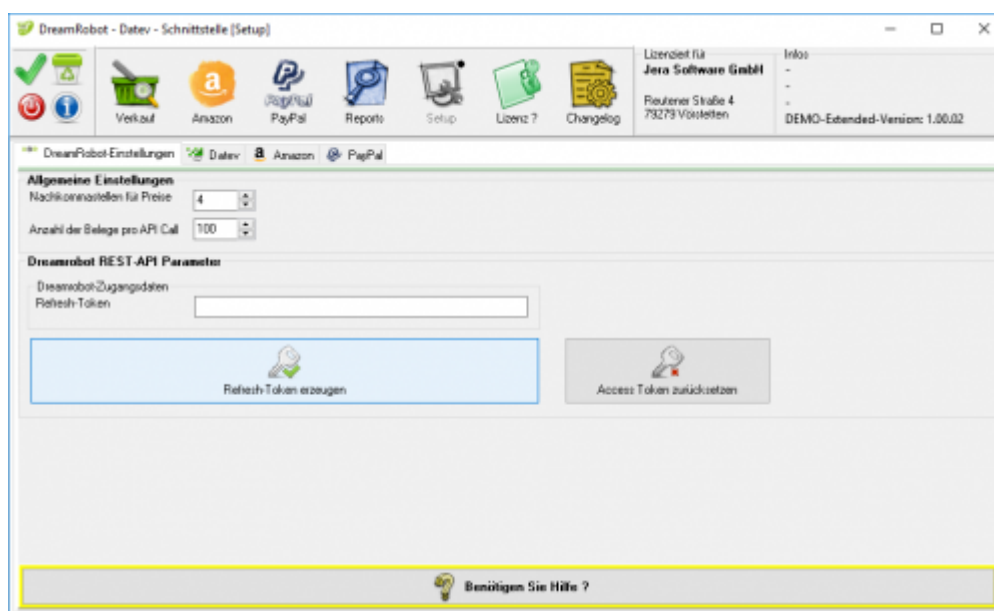 DreamRobot - Datev - Schnittstelle [Setup]
Verkauf
Amazon
PayPal
PayPal
Reports
Setup
Lizenz ?
Changelog
Lizenziert für
Jera Software GmbH
Reutener Straße 4
79279 Vörstetten
Infos
-
-
-
DEMO-Extended-Version: 1.00.02
DreamRobot-Einstellungen
Datev
Amazon
PayPal
Allgemeine Einstellungen
Nachkommastellen für Preise
4
Anzahl der Belege pro API Call
100
Dreamrobot REST-API Parameter
Dreamrobot-Zugangsdaten
Refresh-Token
Refresh-Token erzeugen
Access Token zurücksetzen
Benötigen Sie Hilfe ?